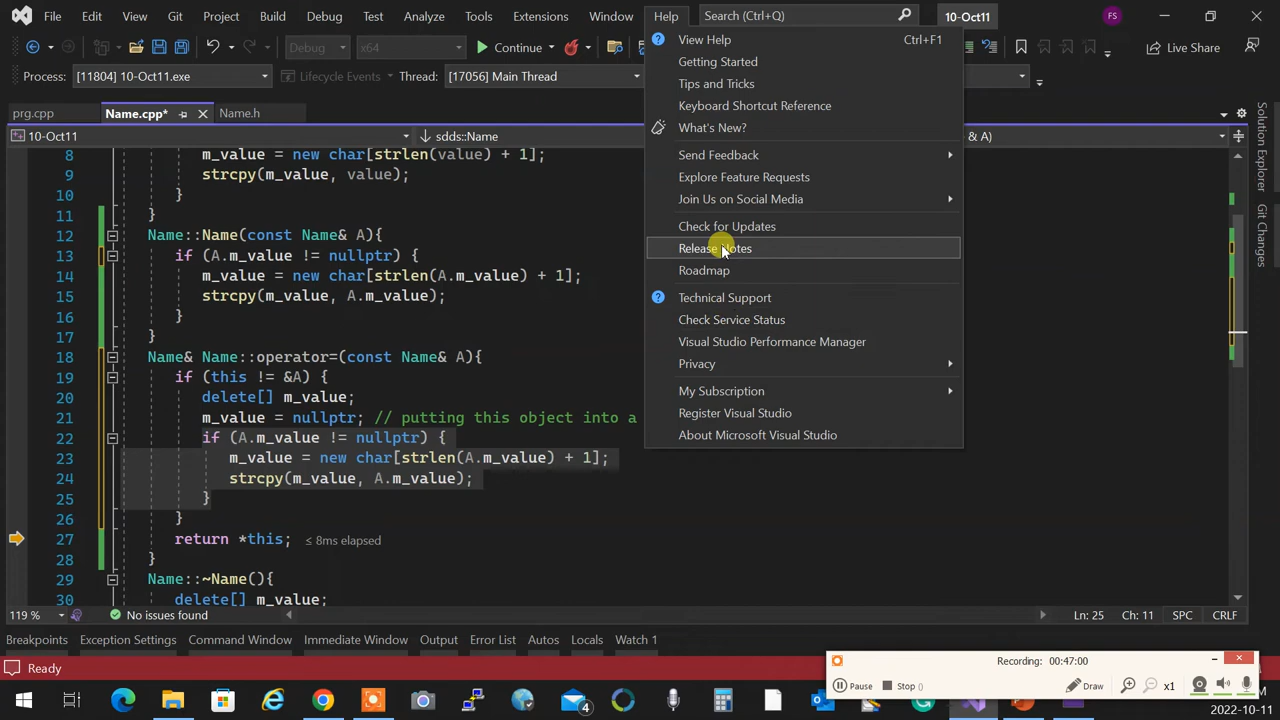 File Edit View Git Project Build Debug Test Analyze Tools Extensions Window Help Search (Ctrl+Q) 10-Oct11 FS
Debug x64 Continue Live Share
Process: [11804] 10-Oct11.exe Lifecycle Events Thread: [17056] Main Thread
prg.cpp Name.cpp* Name.h
10-Oct11 sdds::Name & A)
8 m_value = new char[strlen(value) + 1];
9 strcpy(m_value, value);
10 }
11 }
12 Name::Name(const Name& A){
13 if (A.m_value != nullptr) {
14 m_value = new char[strlen(A.m_value) + 1];
15 strcpy(m_value, A.m_value);
16 }
17 }
18 Name& Name::operator=(const Name& A){
19 if (this != &A) {
20 delete[] m_value;
21 m_value = nullptr; // putting this object into a
22 if (A.m_value != nullptr) {
23 m_value = new char[strlen(A.m_value) + 1];
24 strcpy(m_value, A.m_value);
25 }
26 }
27 return *this; ≤ 8ms elapsed
28 }
29 Name::~Name(){
30 delete[] m_value;
View Help Ctrl+F1
Getting Started
Tips and Tricks
Keyboard Shortcut Reference
What's New?
Send Feedback
Explore Feature Requests
Join Us on Social Media
Check for Updates
Release Notes
Roadmap
Technical Support
Check Service Status
Visual Studio Performance Manager
Privacy
My Subscription
Register Visual Studio
About Microsoft Visual Studio
Solution Explorer
Git Changes
119 % No issues found Ln: 25 Ch: 11 SPC CRLF
Breakpoints Exception Settings Command Window Immediate Window Output Error List Autos Locals Watch 1
Ready
Recording: 00:47:00
Pause Stop () Draw x1
4
2022-10-11